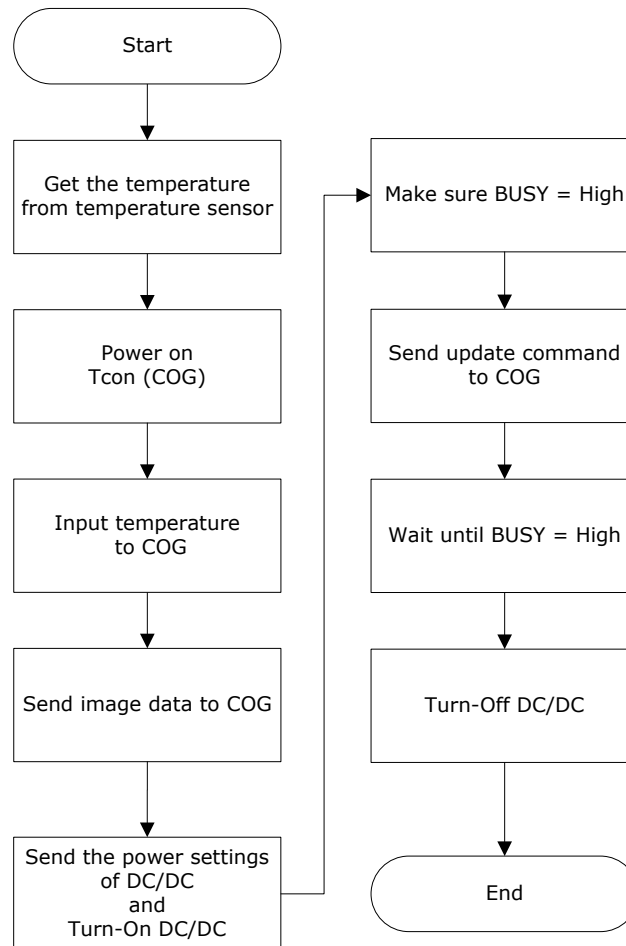 Start
Get the temperature
from temperature sensor
Power on
Tcon (COG)
Input temperature
to COG
Send image data to COG
Send the power settings
of DC/DC
and
Turn-On DC/DC
Make sure BUSY = High
Send update command
to COG
Wait until BUSY = High
Turn-Off DC/DC
End